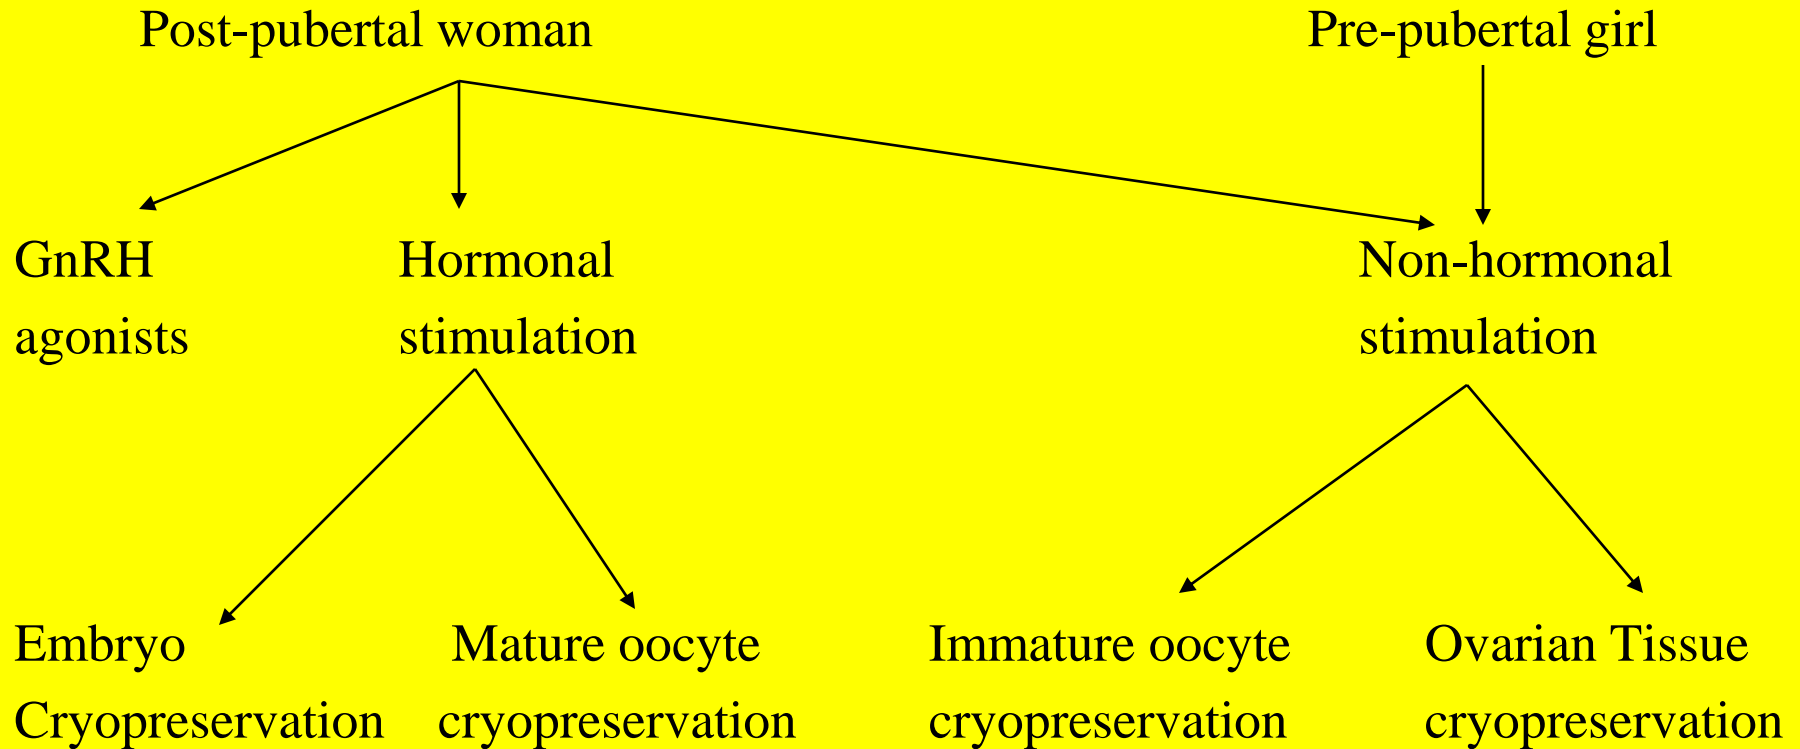 Post-pubertal woman
Pre-pubertal girl
GnRH
agonists
Hormonal
stimulation
Non-hormonal
stimulation
Embryo
Cryopreservation
Mature oocyte
cryopreservation
Immature oocyte
cryopreservation
Ovarian Tissue
cryopreservation